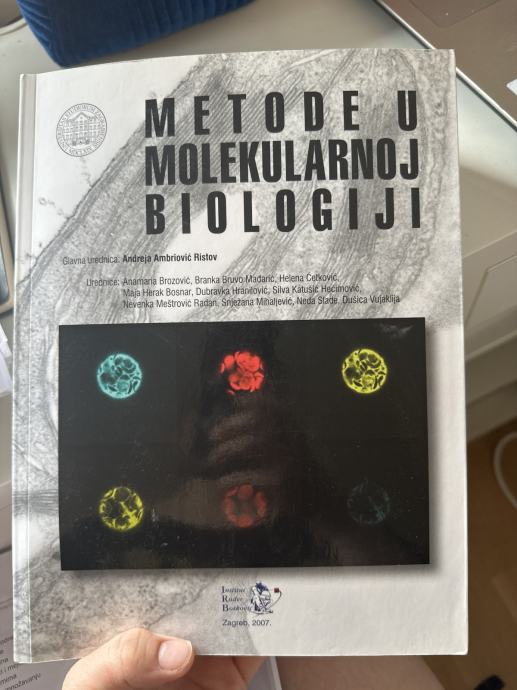 METODE U
MOLEKULARNOJ
BIOLOGIJI
Glavna urednica: Andreja Ambriović Ristov
Urednice: Anamaria Brozović, Branka Bruvo Mađarić, Helena Ćetković,
Maja Herak Bosnar, Dubravka Hranilović, Silva Katušić Hećimović,
Nevenka Meštrović Radan, Snježana Mihaljević, Neda Slade, Dušica Vujaklija
Institut
Ruđer
Bošković
Zagreb, 2007.